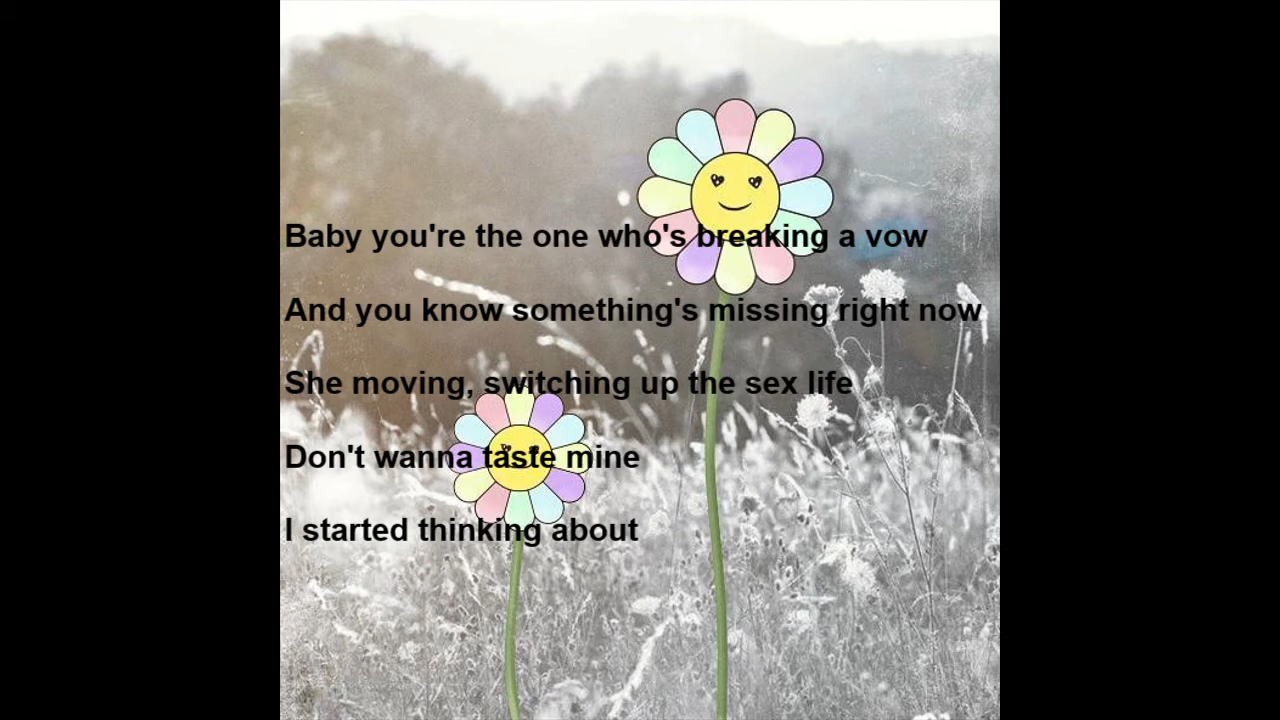 Baby you're the one who's breaking a vow
And you know something's missing right now
She moving, switching up the sex life
Don't wanna taste mine
I started thinking about